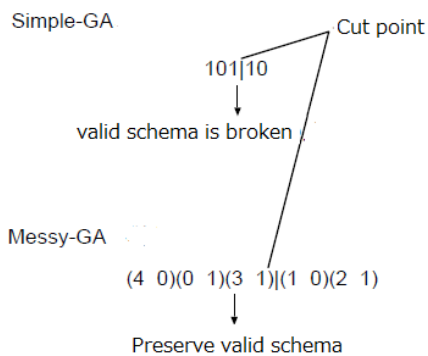 Simple-GA
Cut point
101|10
valid schema is broken
Messy-GA
(4 0)(0 1)(3 1)|(1 0)(2 1)
Preserve valid schema